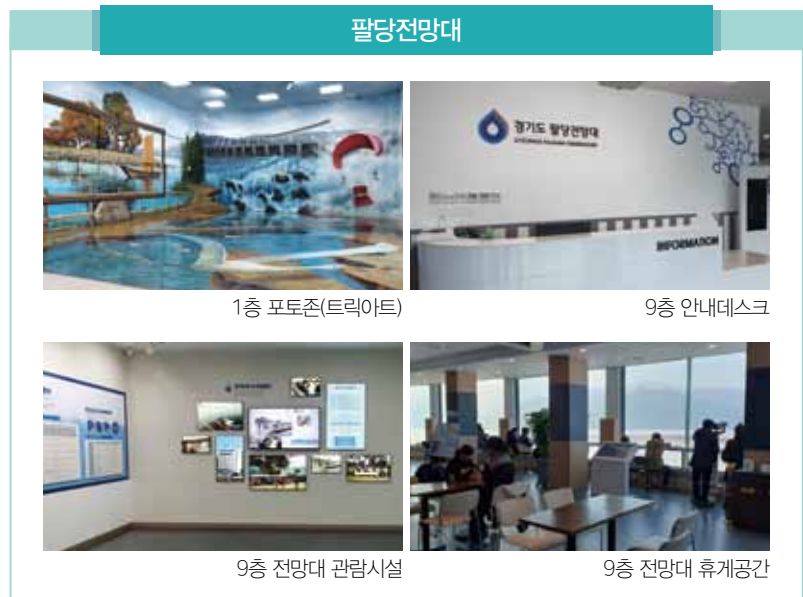 팔당전망대
경기도 팔당전망대
INFORMATION
1층 포토존(트릭아트)
9층 안내데스크
9층 전망대 관람시설
9층 전망대 휴게공간